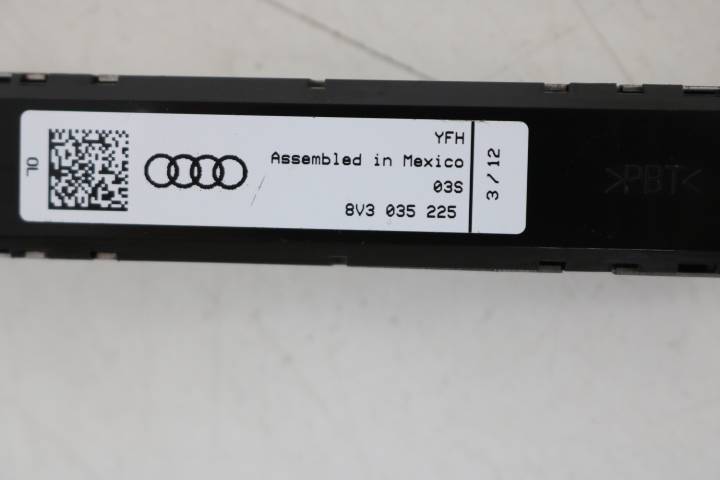 OL
YFH
Assembled in Mexico
03S
8V3 035 225
3/12
>PBT<